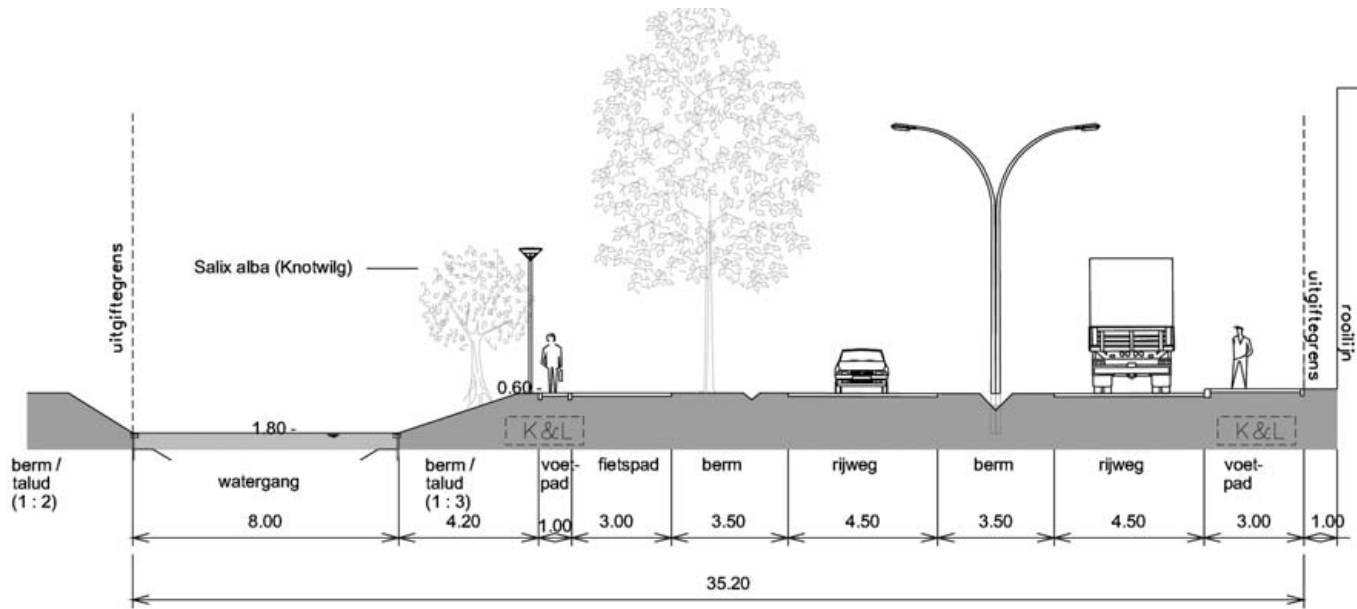 Salix alba (Knotwilg)
uitgiftegrens
uitgiftegrens
rooilijn
0.60 -
1.80 -
K&L
K&L
berm /
talud
(1 : 2)
watergang
berm /
talud
(1 : 3)
voet-
pad
fietspad
berm
rijweg
berm
rijweg
voet-
pad
8.00
4.20
1.00
3.00
3.50
4.50
3.50
4.50
3.00
1.00
35.20